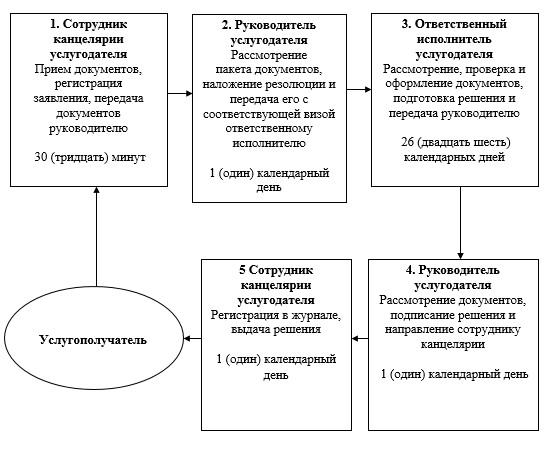 1. Сотрудник
канцелярии
услугодателя
Прием документов,
регистрация
заявления, передача
документов
руководителю
30 (тридцать) минут
2. Руководитель
услугодателя
Рассмотрение
пакета документов,
наложение резолюции и
передача его с
соответствующей визой
ответственному
исполнителю
1 (один) календарный
день
3. Ответственный
исполнитель
услугодателя
Рассмотрение, проверка и
оформление документов,
подготовка решения и
передача руководителю
26 (двадцать шесть)
календарных дней
4. Руководитель
услугодателя
Рассмотрение документов,
подписание решения и
направление сотруднику
канцелярии
1 (один) календарный день
5 Сотрудник
канцелярии
услугодателя
Регистрация в журнале,
выдача решения
1 (один) календарный
день
Услугополучатель